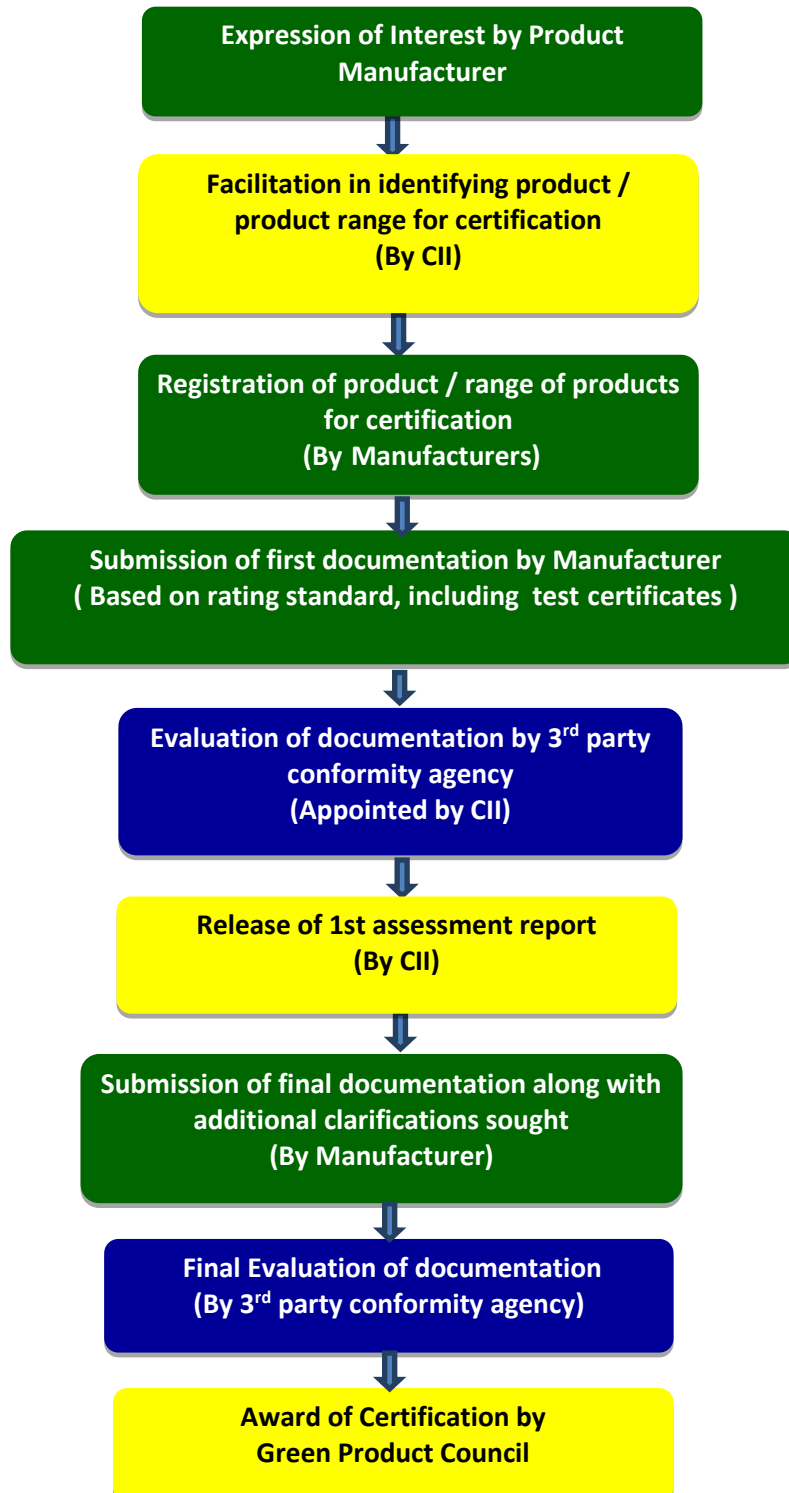 Expression of Interest by Product
Manufacturer
Facilitation in identifying product /
product range for certification
(By CII)
Registration of product / range of products
for certification
(By Manufacturers)
Submission of first documentation by Manufacturer
( Based on rating standard, including test certificates )
Evaluation of documentation by 3rd party
conformity agency
(Appointed by CII)
Release of 1st assessment report
(By CII)
Submission of final documentation along with
additional clarifications sought
(By Manufacturer)
Final Evaluation of documentation
(By 3rd party conformity agency)
Award of Certification by
Green Product Council